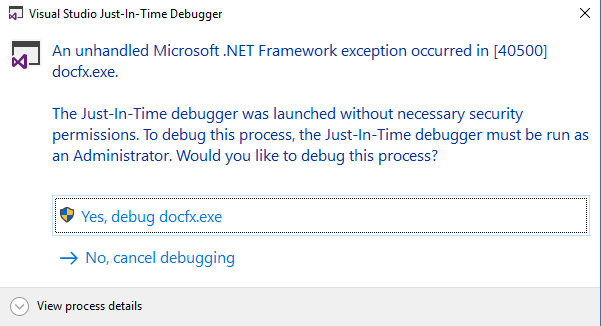 Visual Studio Just-In-Time Debugger
An unhandled Microsoft .NET Framework exception occurred in [40500]
docfx.exe.
The Just-In-Time debugger was launched without necessary security
permissions. To debug this process, the Just-In-Time debugger must be run as
an Administrator. Would you like to debug this process?
Yes, debug docfx.exe
No, cancel debugging
View process details